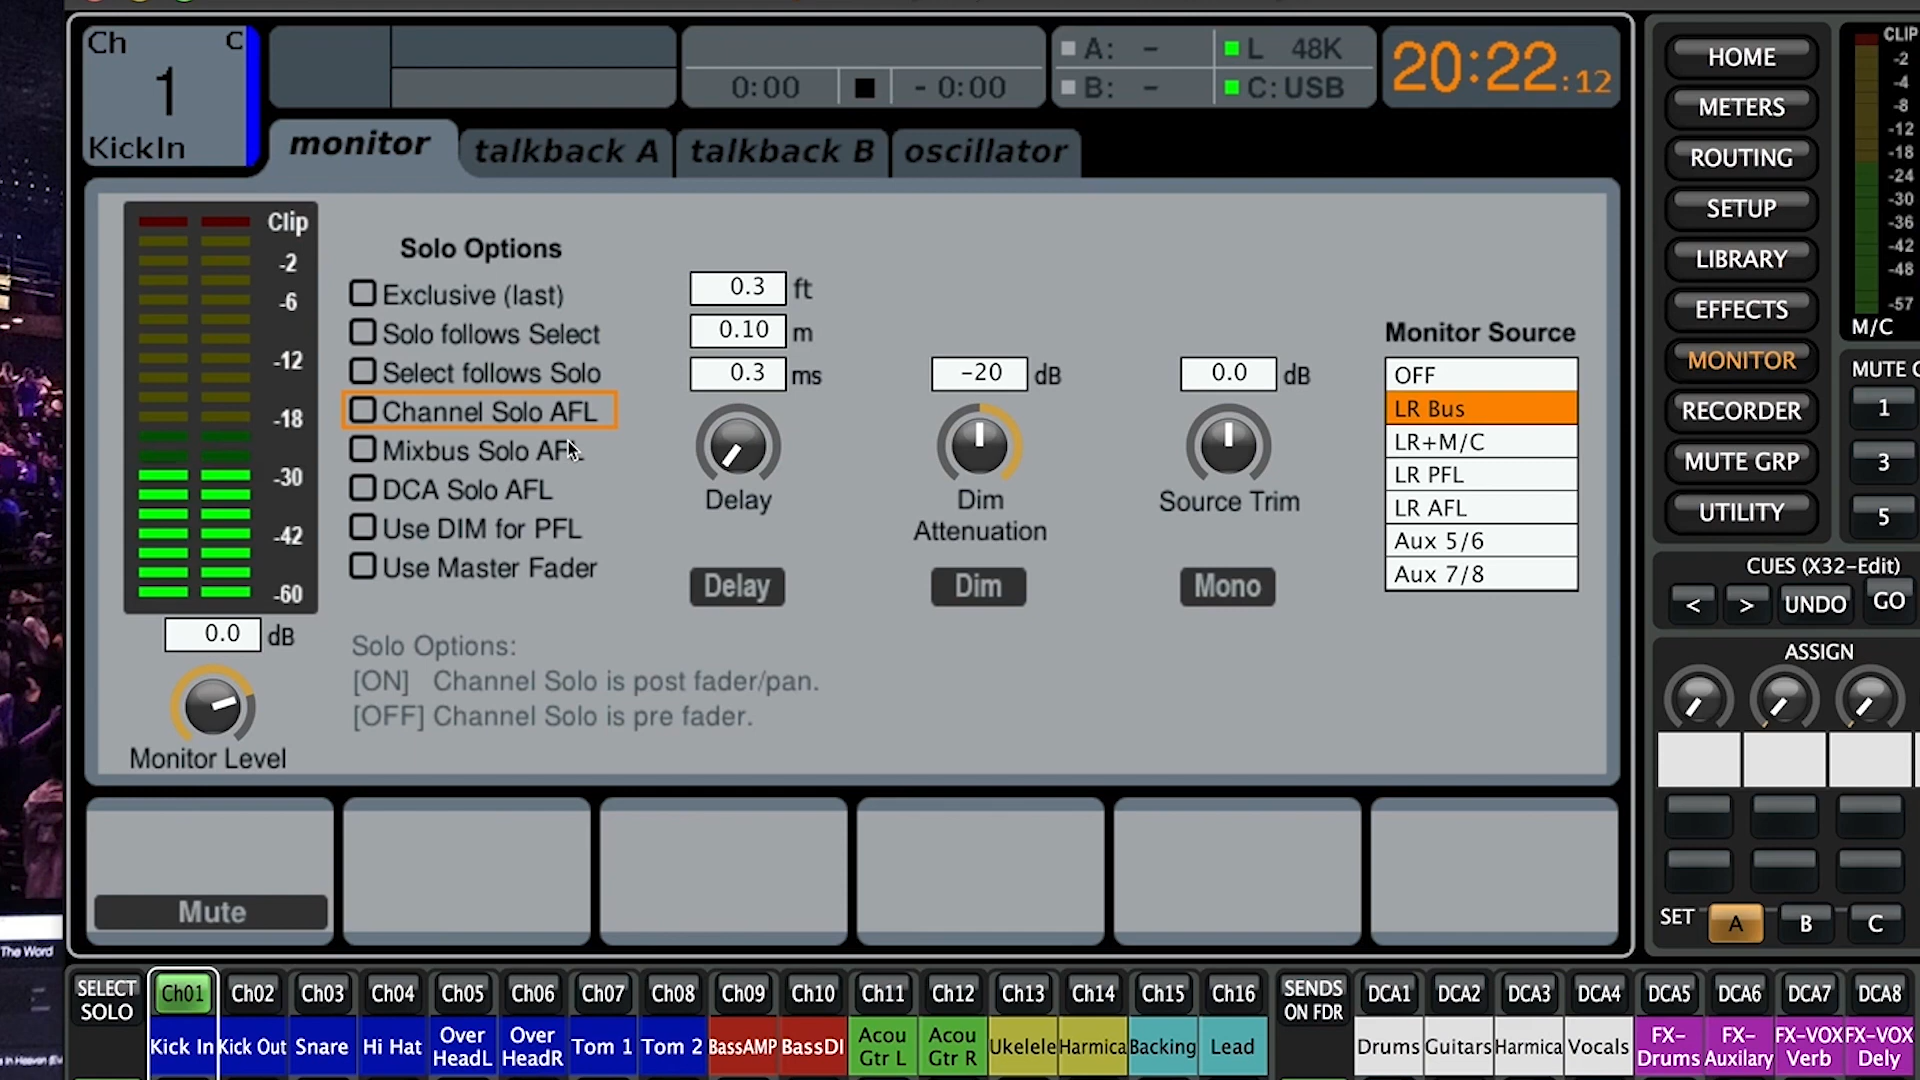 Ch C
1
KickIn
0:00 - 0:00
A: - L 48K
B: - C: USB
20:22:12
monitor talkback A talkback B oscillator
Clip
-2
-6
-12
-18
-30
-42
-60
0.0 dB
Monitor Level
Solo Options
Exclusive (last)
Solo follows Select
Select follows Solo
Channel Solo AFL
Mixbus Solo AFL
DCA Solo AFL
Use DIM for PFL
Use Master Fader
Solo Options:
[ON] Channel Solo is post fader/pan.
[OFF] Channel Solo is pre fader.
0.3 ft
0.10 m
0.3 ms
Delay
Delay
-20 dB
Dim
Attenuation
Dim
0.0 dB
Source Trim
Mono
Monitor Source
OFF
LR Bus
LR+M/C
LR PFL
LR AFL
Aux 5/6
Aux 7/8
Mute
HOME
METERS
ROUTING
SETUP
LIBRARY
EFFECTS
MONITOR
RECORDER
MUTE GRP
UTILITY
CLIP
-2
-4
-8
-12
-18
-24
-30
-36
-42
-48
-57
M/C
MUTE G
1
3
5
CUES (X32-Edit)
< > UNDO GO
ASSIGN
SET A B C
The Word
SELECT
SOLO
Ch01 Ch02 Ch03 Ch04 Ch05 Ch06 Ch07 Ch08 Ch09 Ch10 Ch11 Ch12 Ch13 Ch14 Ch15 Ch16
Kick In Kick Out Snare Hi Hat Over HeadL Over HeadR Tom 1 Tom 2 BassAMP BassDI Acou Gtr L Acou Gtr R Ukelele Harmica Backing Lead
SENDS
ON FDR
DCA1 DCA2 DCA3 DCA4 DCA5 DCA6 DCA7 DCA8
Drums Guitars Harmica Vocals FX-Drums FX-Auxilary FX-VOX Verb FX-VOX Dely